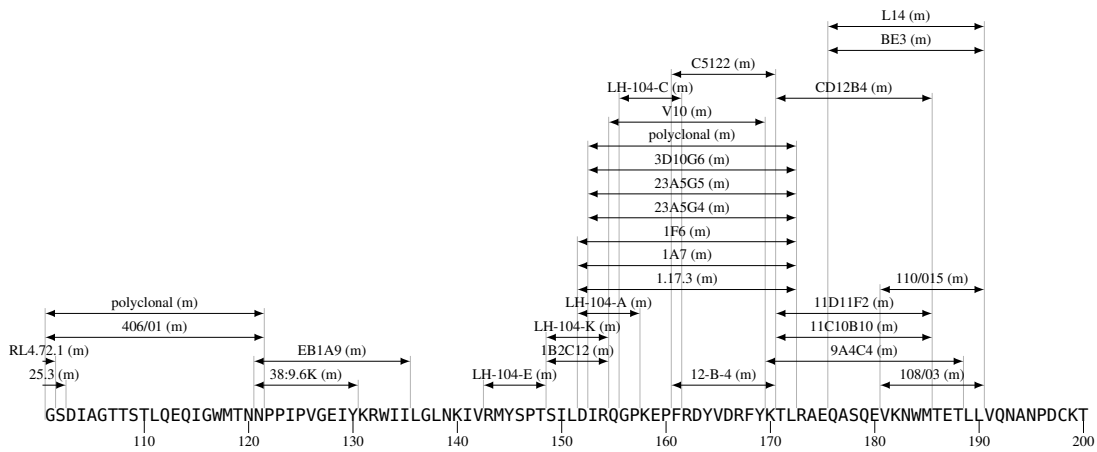 L14 (m)
BE3 (m)
C5122 (m)
LH-104-C (m) CD12B4 (m)
V10 (m)
polyclonal (m)
3D10G6 (m)
23A5G5 (m)
23A5G4 (m)
1F6 (m)
1A7 (m)
1.17.3 (m) 110/015 (m)
polyclonal (m) LH-104-A (m) 11D11F2 (m)
406/01 (m) LH-104-K (m) 11C10B10 (m)
RL4.72.1 (m) EB1A9 (m) 1B2C12 (m) 9A4C4 (m)
25.3 (m) 38:9.6K (m) LH-104-E (m) 12-B-4 (m) 108/03 (m)
GSDIAGTTSTLQEQIGWMTNNPPIPVGEIYKRWIILGLNKIVRMYSPTSILDIRQGPKEPFRDYVDRFYKTLRAEQASQEVKNWMTETLLVQNANPDCKT
110 120 130 140 150 160 170 180 190 200